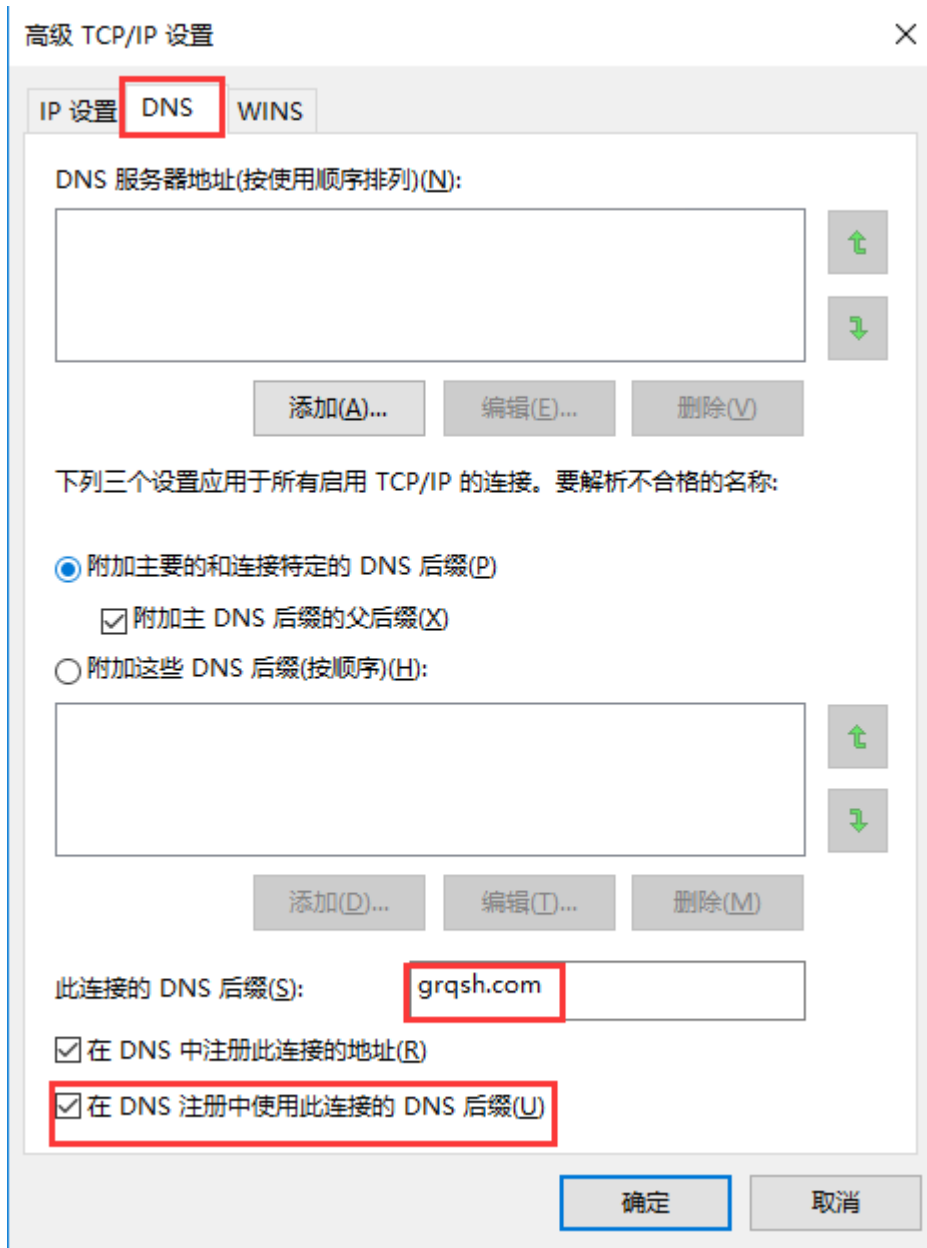 高级 TCP/IP 设置
IP 设置 DNS WINS
DNS 服务器地址(按使用顺序排列)(N):
添加(A)... 编辑(E)... 删除(V)
下列三个设置应用于所有启用 TCP/IP 的连接。要解析不合格的名称:
附加主要的和连接特定的 DNS 后缀(P)
附加主 DNS 后缀的父后缀(X)
附加这些 DNS 后缀(按顺序)(H):
添加(D)... 编辑(T)... 删除(M)
此连接的 DNS 后缀(S): grqsh.com
在 DNS 中注册此连接的地址(R)
在 DNS 注册中使用此连接的 DNS 后缀(U)
确定 取消